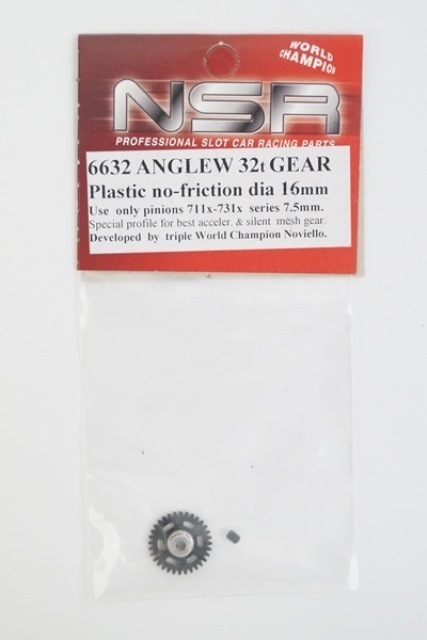 WORLD
CHAMPION
NSR
PROFESSIONAL SLOT CAR RACING PARTS
6632 ANGLEW 32t GEAR
Plastic no-friction dia 16mm
Use only pinions 711x-731x series 7.5mm.
Special profile for best acceler. & silent mesh gear.
Developed by triple World Champion Noviello.